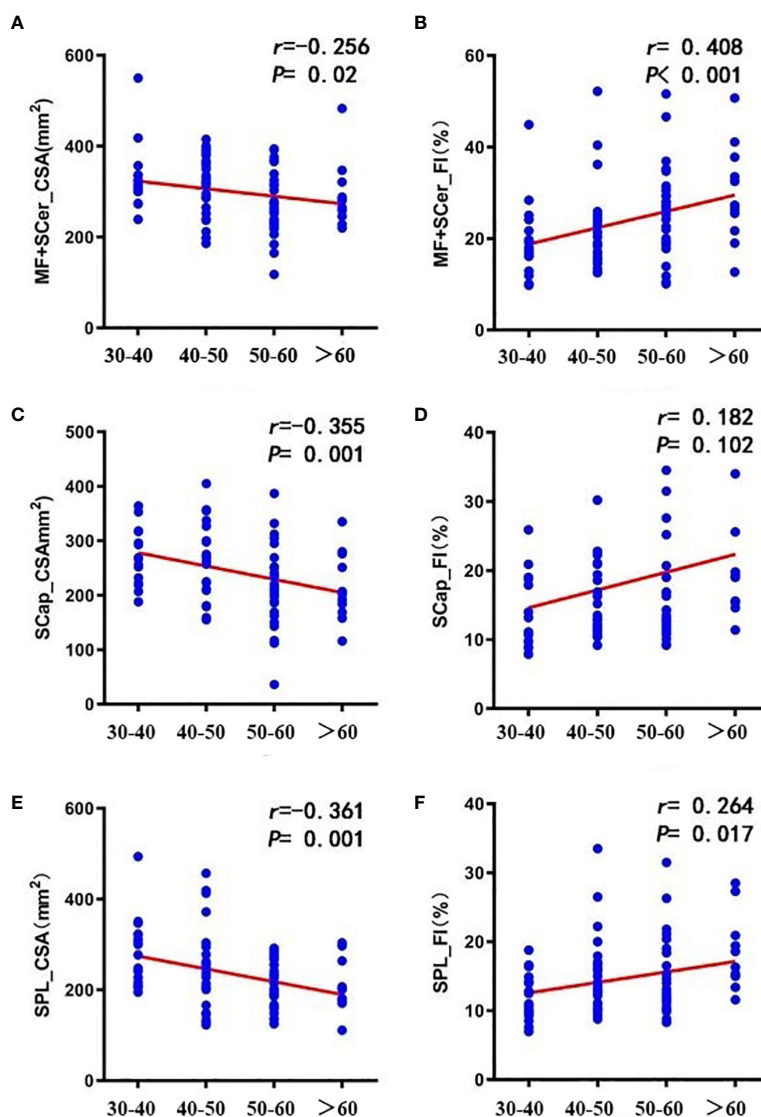 A
r=-0.256
P= 0.02
MF+SCer_CSA(mm²)
600
400
200
0
30-40 40-50 50-60 >60
B
r= 0.408
P< 0.001
MF+SCer_FI(%)
60
40
20
0
30-40 40-50 50-60 >60
C
r=-0.355
P= 0.001
SCap_CSAmm²)
500
400
300
200
100
0
30-40 40-50 50-60 >60
D
r= 0.182
P= 0.102
SCap_FI(%)
40
30
20
10
0
30-40 40-50 50-60 >60
E
r=-0.361
P= 0.001
SPL_CSA(mm²)
600
400
200
0
30-40 40-50 50-60 >60
F
r= 0.264
P= 0.017
SPL_FI(%)
40
30
20
10
0
30-40 40-50 50-60 >60